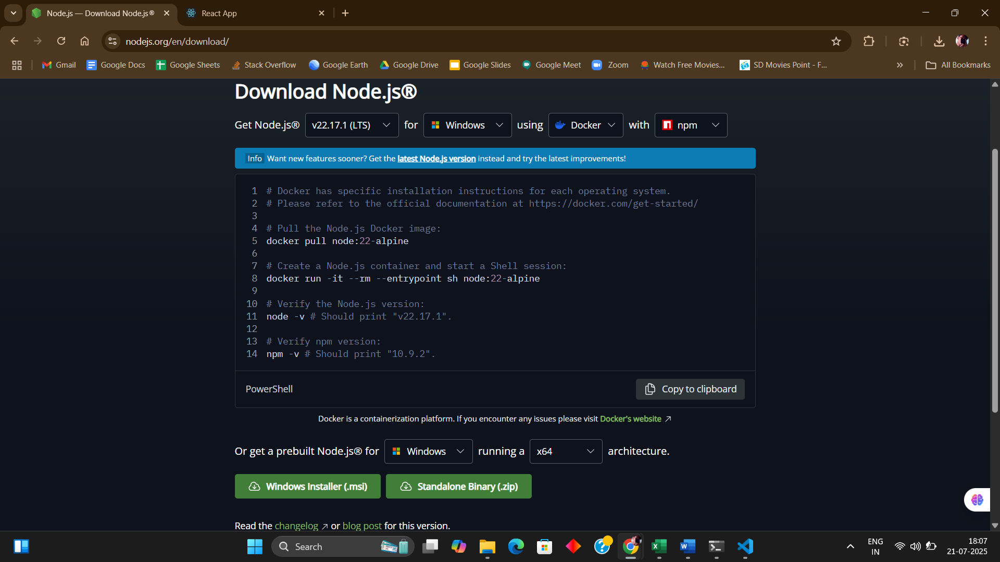 Node.js — Download Node.js®
React App
nodejs.org/en/download/
Gmail
Google Docs
Google Sheets
Stack Overflow
Google Earth
Google Drive
Google Slides
Google Meet
Zoom
Watch Free Movies...
SD Movies Point - F...
All Bookmarks
Download Node.js®
Get Node.js® v22.17.1 (LTS) for Windows using Docker with npm
Info Want new features sooner? Get the latest Node.js version instead and try the latest improvements!
1 # Docker has specific installation instructions for each operating system.
2 # Please refer to the official documentation at https://docker.com/get-started/
3
4 # Pull the Node.js Docker image:
5 docker pull node:22-alpine
6
7 # Create a Node.js container and start a Shell session:
8 docker run -it --rm --entrypoint sh node:22-alpine
9
10 # Verify the Node.js version:
11 node -v # Should print "v22.17.1".
12
13 # Verify npm version:
14 npm -v # Should print "10.9.2".
PowerShell
Copy to clipboard
Docker is a containerization platform. If you encounter any issues please visit Docker's website
Or get a prebuilt Node.js® for Windows running a x64 architecture.
Windows Installer (.msi)
Standalone Binary (.zip)
Read the changelog or blog post for this version.
Search
ENG
IN
18:07
21-07-2025